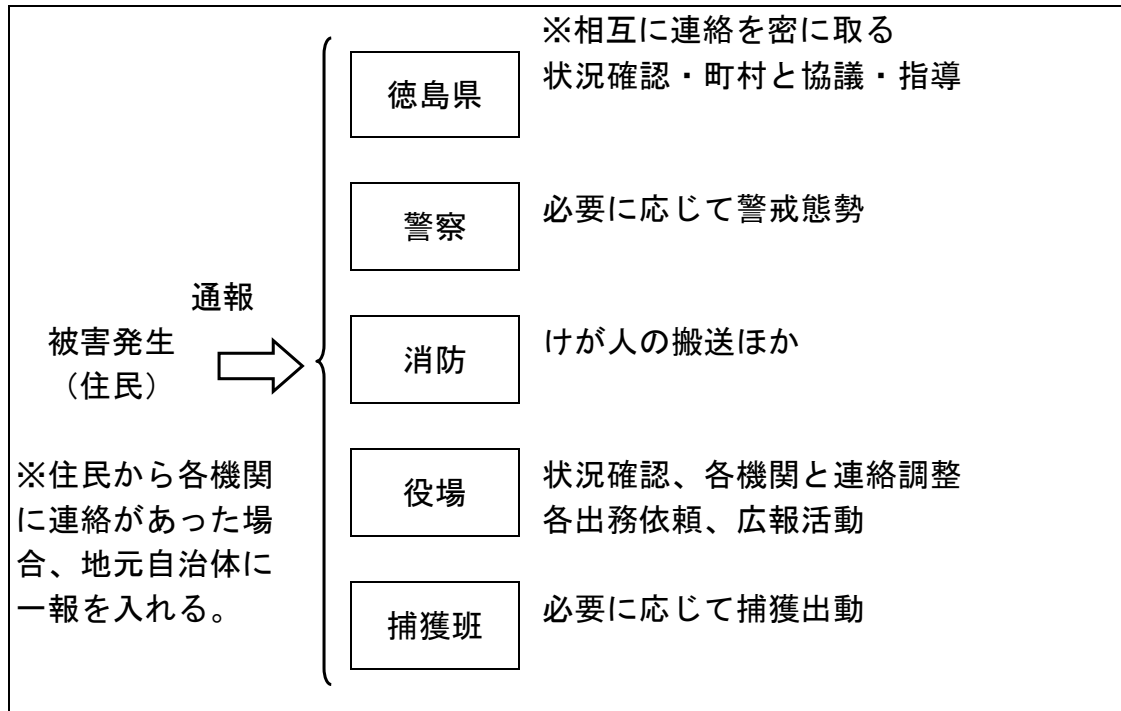 ※相互に連絡を密に取る
徳島県
状況確認・町村と協議・指導
警察
必要に応じて警戒態勢
通報
被害発生
（住民）
消防
けが人の搬送ほか
※住民から各機関
に連絡があった場
合、地元自治体に
一報を入れる。
役場
状況確認、各機関と連絡調整
各出務依頼、広報活動
捕獲班
必要に応じて捕獲出動